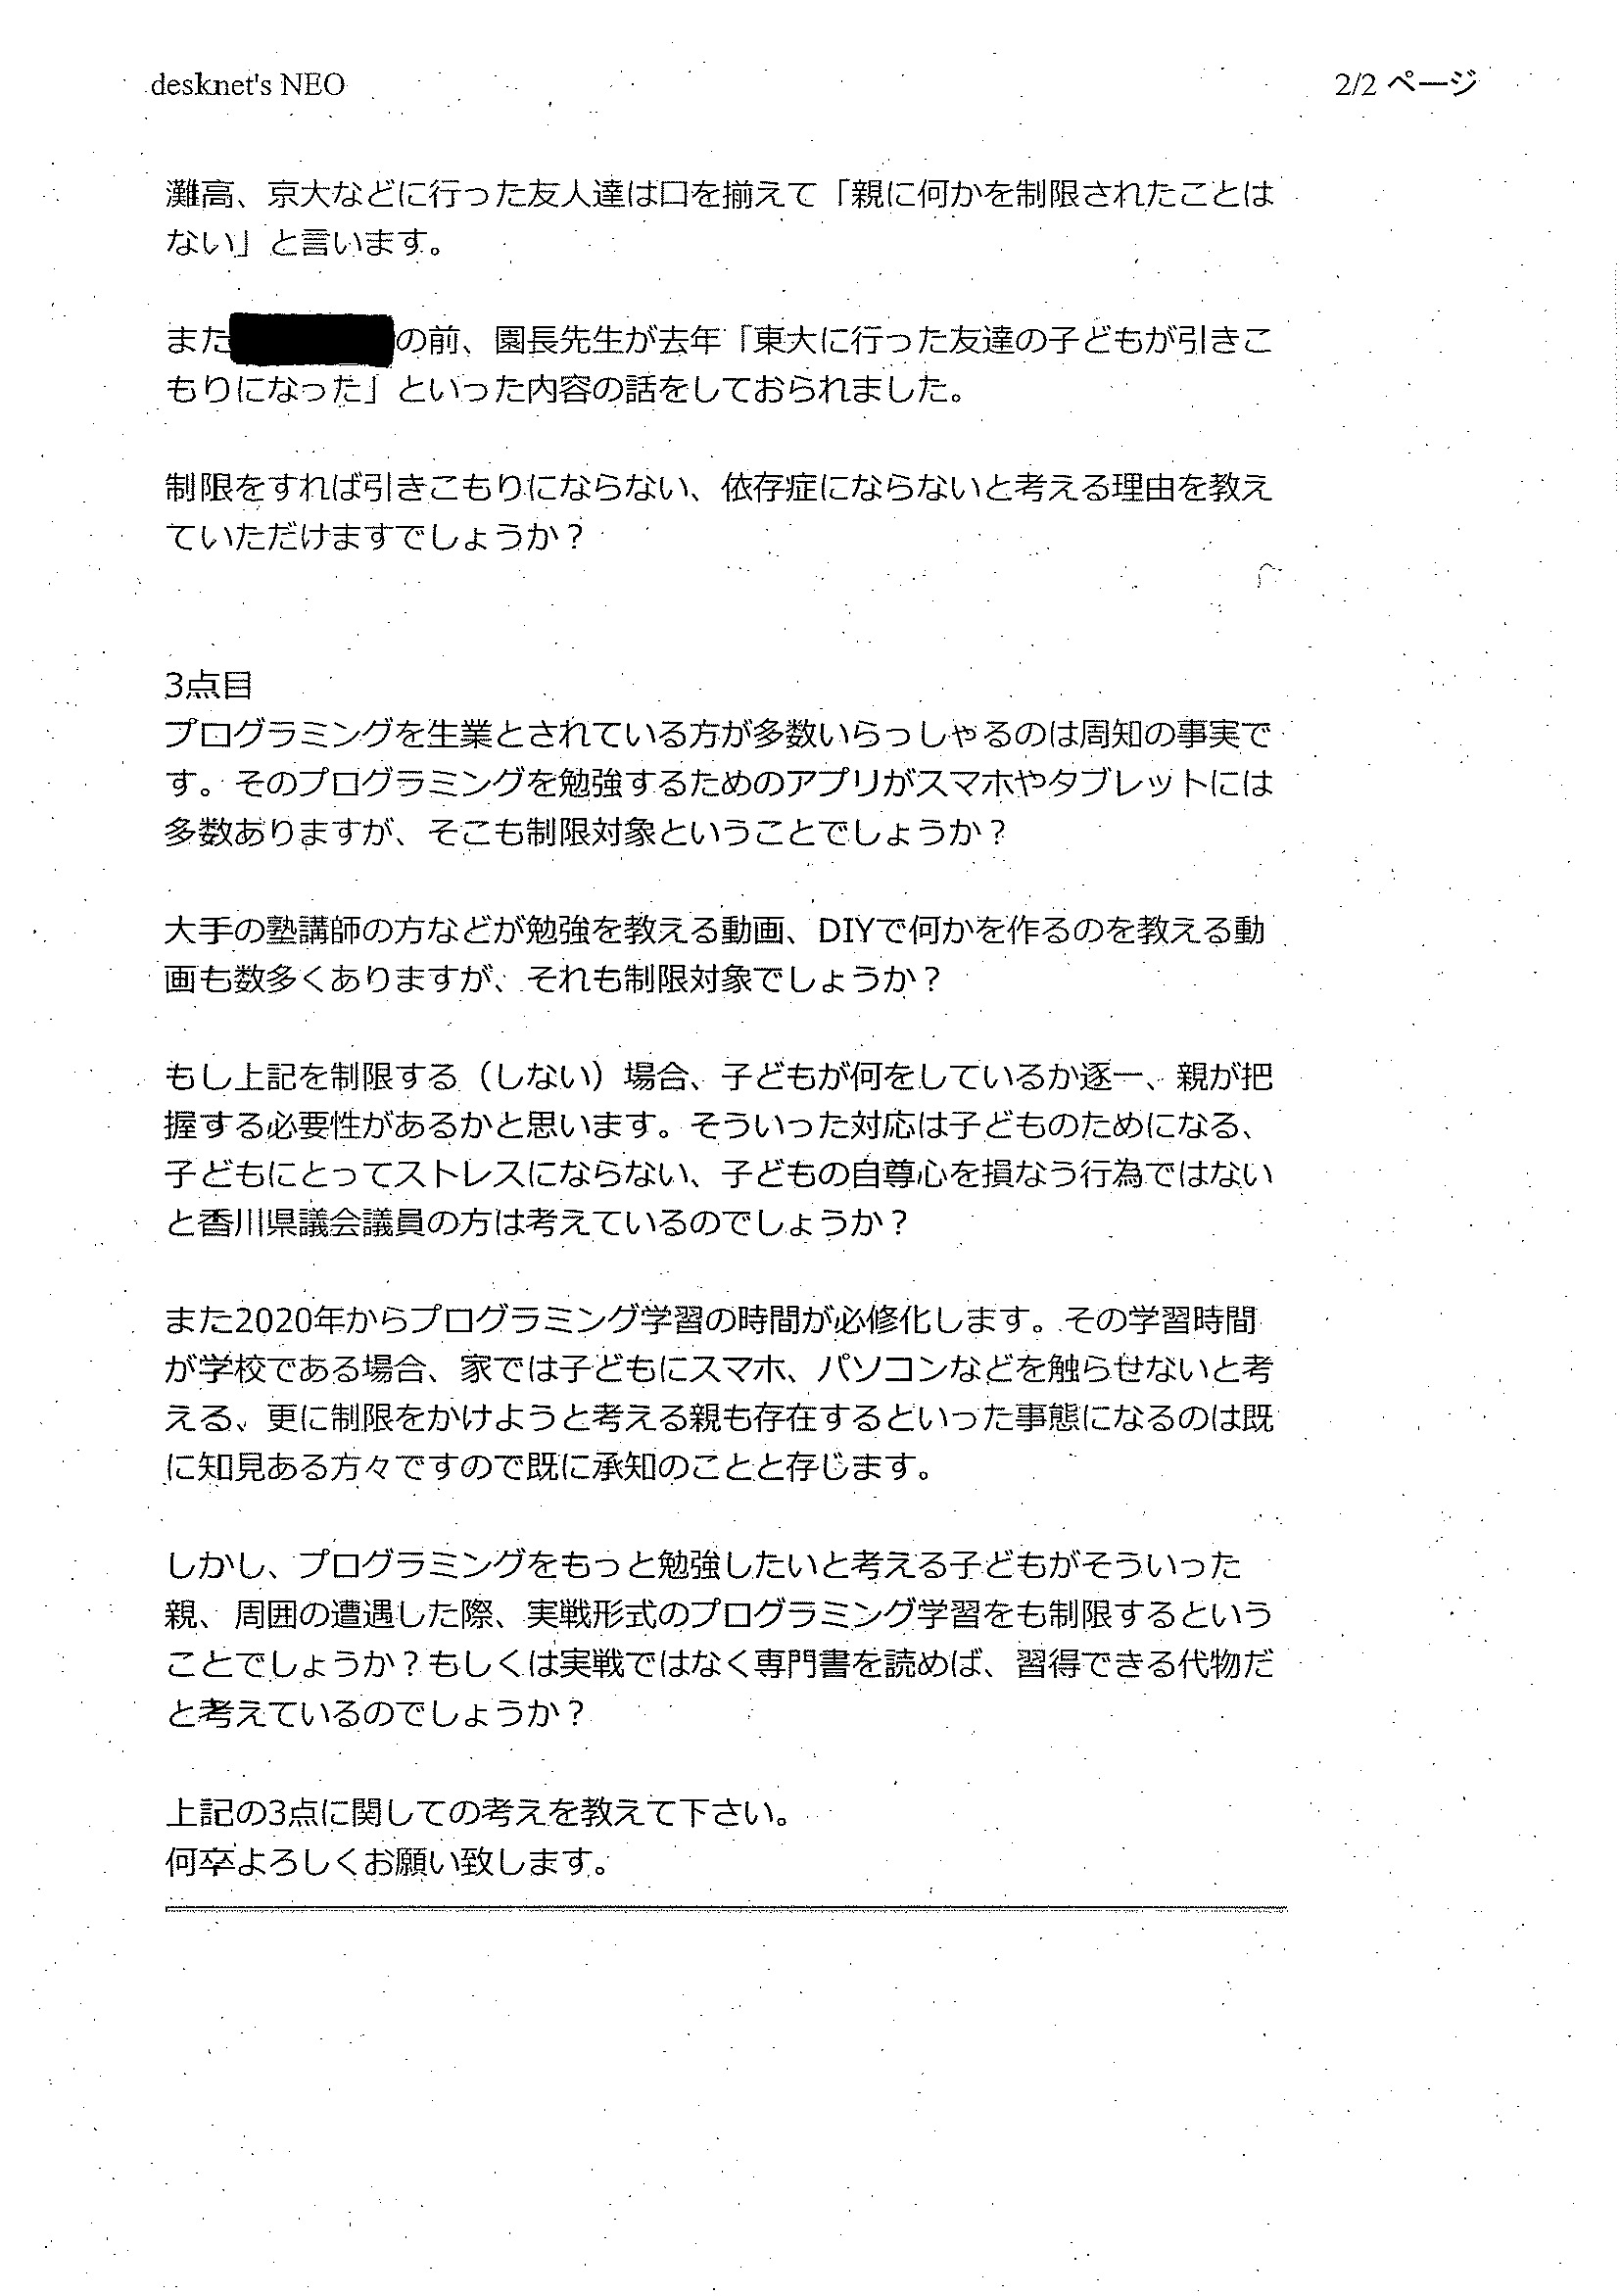 desknet's NEO
2/2 ページ
灘高、京大などに行った友人達は口を揃えて「親に何かを制限されたことは
ない」と言います。
また
の前、園長先生が去年「東大に行った友達の子どもが引きこ
もりになった」といった内容の話をしておられました。
制限をすれば引きこもりにならない、依存症にならないと考える理由を教え
ていただけますでしょうか？
3点目
プログラミングを生業とされている方が多数いらっしゃるのは周知の事実で
す。そのプログラミングを勉強するためのアプリがスマホやタブレットには
多数ありますが、そこも制限対象ということでしょうか？
大手の塾講師の方などが勉強を教える動画、DIYで何かを作るのを教える動
画も数多くありますが、それも制限対象でしょうか？
もし上記を制限する（しない）場合、子どもが何をしているか逐一、親が把
握する必要性があるかと思います。そういった対応は子どものためになる、
子どもにとってストレスにならない、子どもの自尊心を損なう行為ではない
と香川県議会議員の方は考えているのでしょうか？
また2020年からプログラミング学習の時間が必修化します。その学習時間
が学校である場合、家では子どもにスマホ、パソコンなどを触らせないと考
える、更に制限をかけようと考える親も存在するといった事態になるのは既
に知見ある方々ですので既に承知のことと存じます。
しかし、プログラミングをもっと勉強したいと考える子どもがそういった
親、周囲の遭遇した際、実戦形式のプログラミング学習をも制限するという
ことでしょうか？もしくは実戦ではなく専門書を読めば、習得できる代物だ
と考えているのでしょうか？
上記の3点に関しての考えを教えて下さい。
何卒よろしくお願い致します。